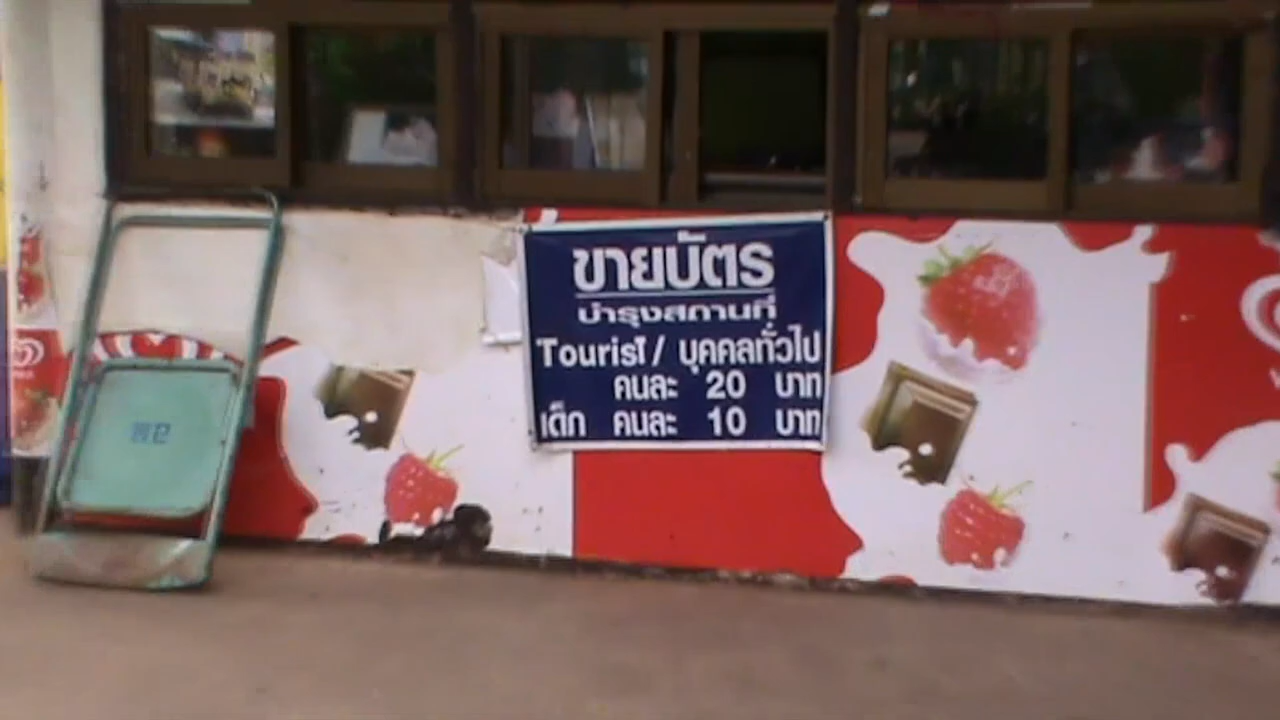 ขายบัตร
บำรุงสถานที่
Tourist / บุคคลทั่วไป
คนละ 20 บาท
เด็ก คนละ 10 บาท